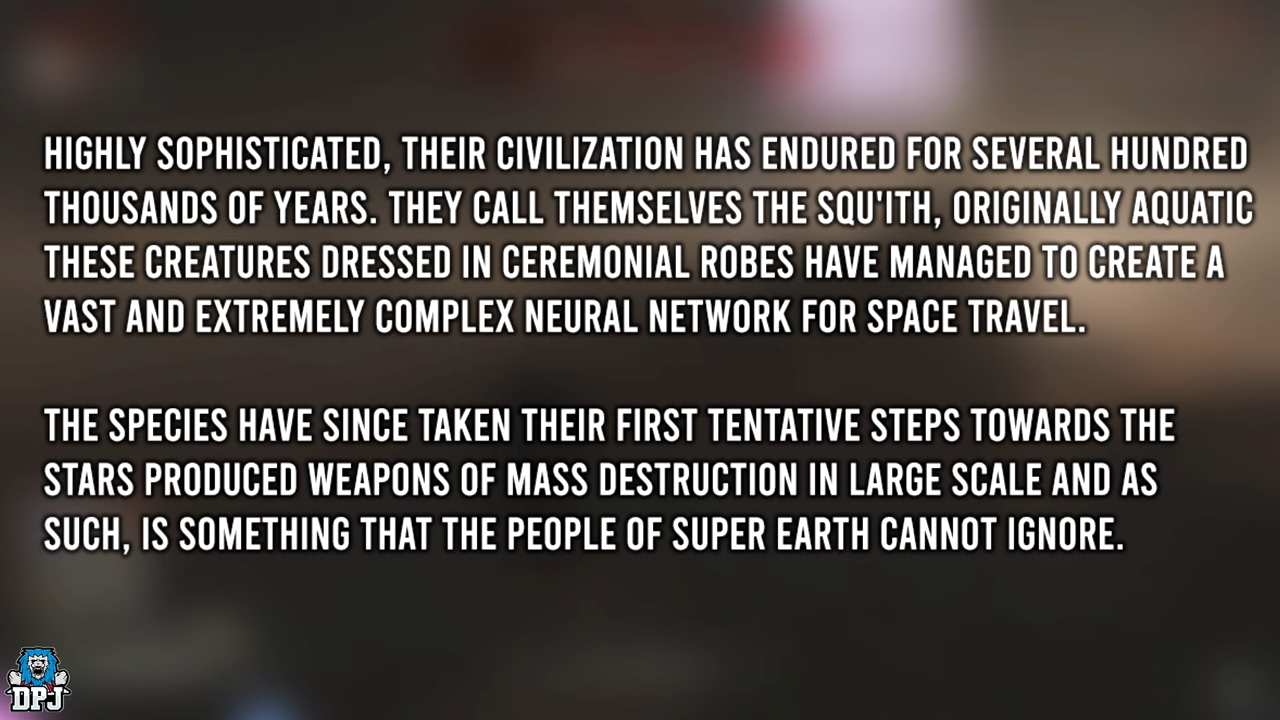 HIGHLY SOPHISTICATED, THEIR CIVILIZATION HAS ENDURED FOR SEVERAL HUNDRED
THOUSANDS OF YEARS. THEY CALL THEMSELVES THE SQU'ITH, ORIGINALLY AQUATIC
THESE CREATURES DRESSED IN CEREMONIAL ROBES HAVE MANAGED TO CREATE A
VAST AND EXTREMELY COMPLEX NEURAL NETWORK FOR SPACE TRAVEL.
THE SPECIES HAVE SINCE TAKEN THEIR FIRST TENTATIVE STEPS TOWARDS THE
STARS PRODUCED WEAPONS OF MASS DESTRUCTION IN LARGE SCALE AND AS
SUCH, IS SOMETHING THAT THE PEOPLE OF SUPER EARTH CANNOT IGNORE.
DPJ